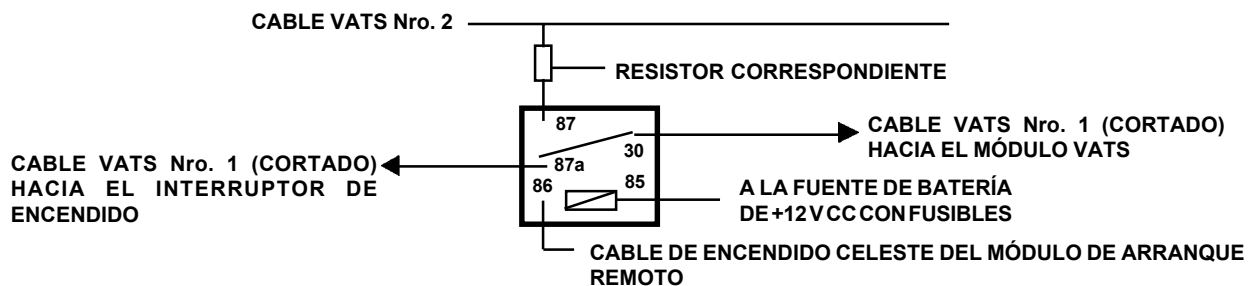 CABLE VATS Nro. 2
RESISTOR CORRESPONDIENTE
87
30
87a
86
85
CABLE VATS Nro. 1 (CORTADO)
HACIA EL MÓDULO VATS
CABLE VATS Nro. 1 (CORTADO)
HACIA EL INTERRUPTOR DE
ENCENDIDO
A LA FUENTE DE BATERÍA
DE +12 V CC CON FUSIBLES
CABLE DE ENCENDIDO CELESTE DEL MÓDULO DE ARRANQUE
REMOTO